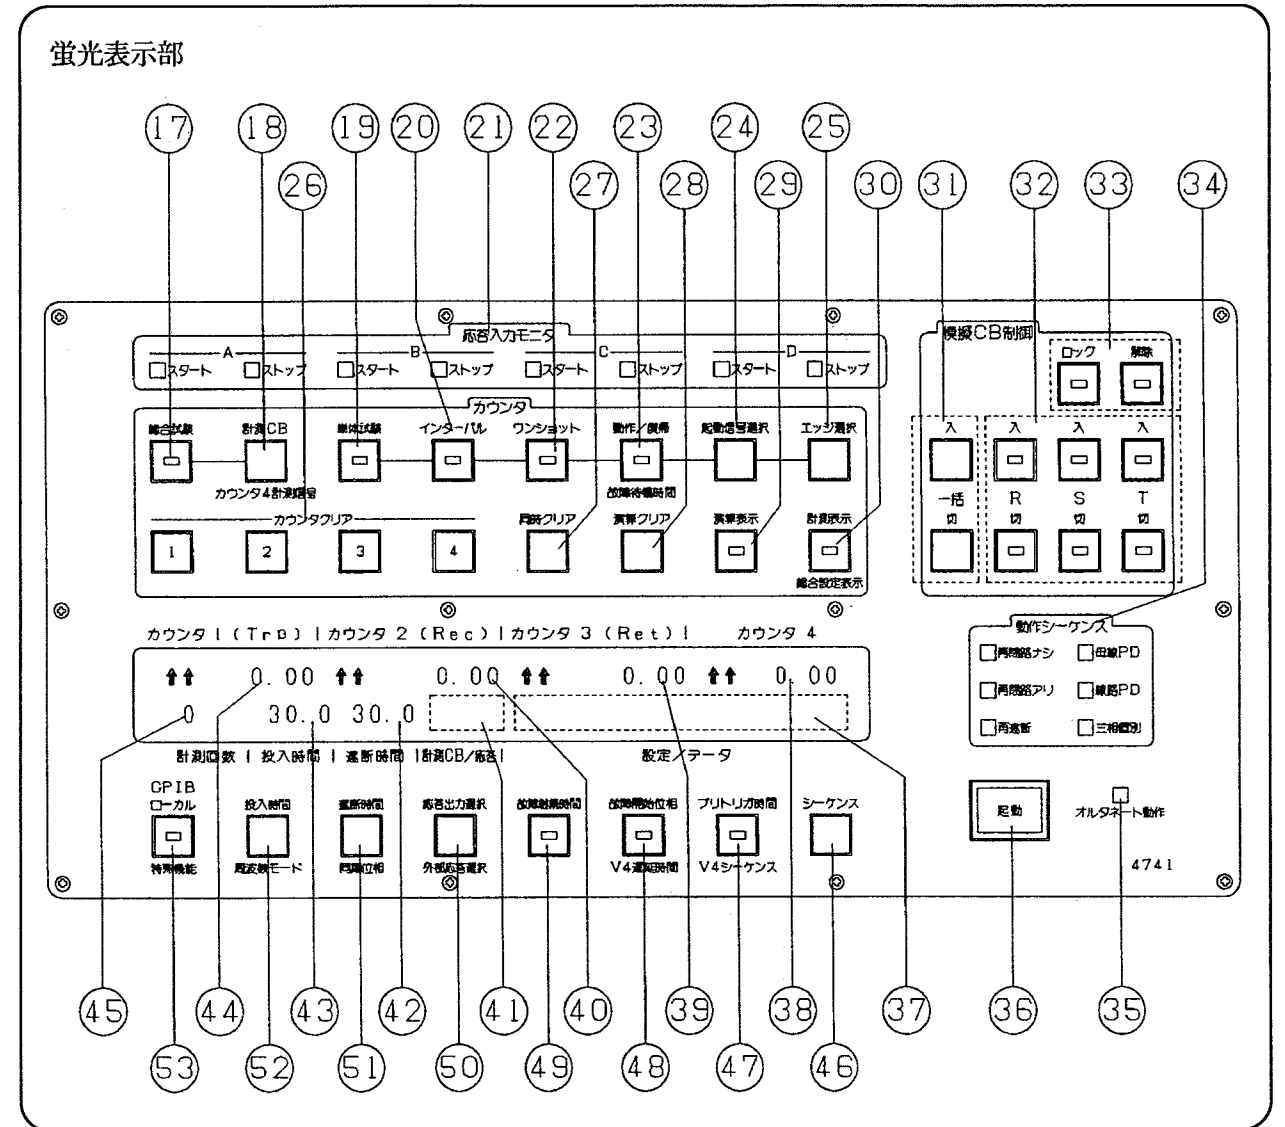 蛍光表示部
17 18 19 20 21 22 23 24 25
26 27 28 29 30 31 32 33 34
応答入力モニタ
A B C D
スタート ストップ スタート ストップ スタート ストップ スタート ストップ
模擬CB制御
ロック 解除
カウンタ
総合試験 計測CB 単体試験 インターバル ワンショット 動作/復帰 起動信号選択 エッジ選択
カウンタ4計測信号 故障待機時間
入 入 入 入
一括 R S T
切 切 切 切
カウンタクリア 同時クリア 演算クリア 演算表示 計測表示
1 2 3 4
総合設定表示
カウンタ1(Trip)|カウンタ2(Rec)|カウンタ3(Ret)| カウンタ4
↑↑ 0.00 ↑↑ 0.00 ↑↑ 0.00 ↑↑ 0.00
0 30.0 30.0
計測回数 | 投入時間 | 遮断時間 |計測CB/応答| 設定/データ
動作シーケンス
再閉路ナシ 母線PD
再閉路アリ 線路PD
再遮断 三相個別
GPIB
ローカル 投入時間 遮断時間 応答出力選択 故障継続時間 故障開始位相 プリトリガ時間 シーケンス
特殊機能 周波数モード 同期位相 外部応答選択 V4遅延時間 V4シーケンス
起動 オルタネート動作
4741
45 44 43 42 41 40 39 38 37 36 35
53 52 51 50 49 48 47 46